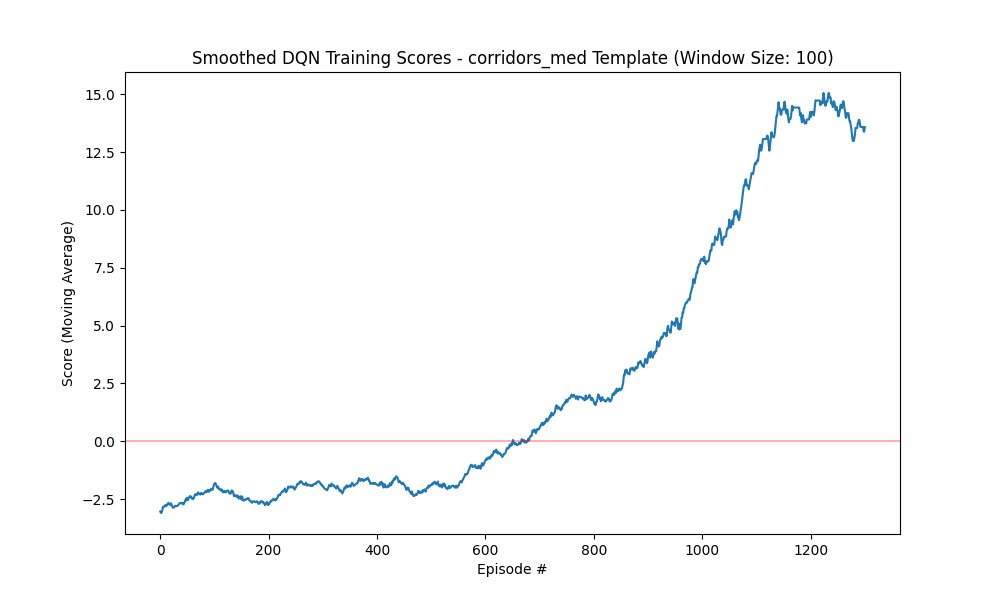 Smoothed DQN Training Scores - corridors_med Template (Window Size: 100)
15.0
12.5
10.0
7.5
5.0
2.5
0.0
−2.5
Score (Moving Average)
0 200 400 600 800 1000 1200
Episode #